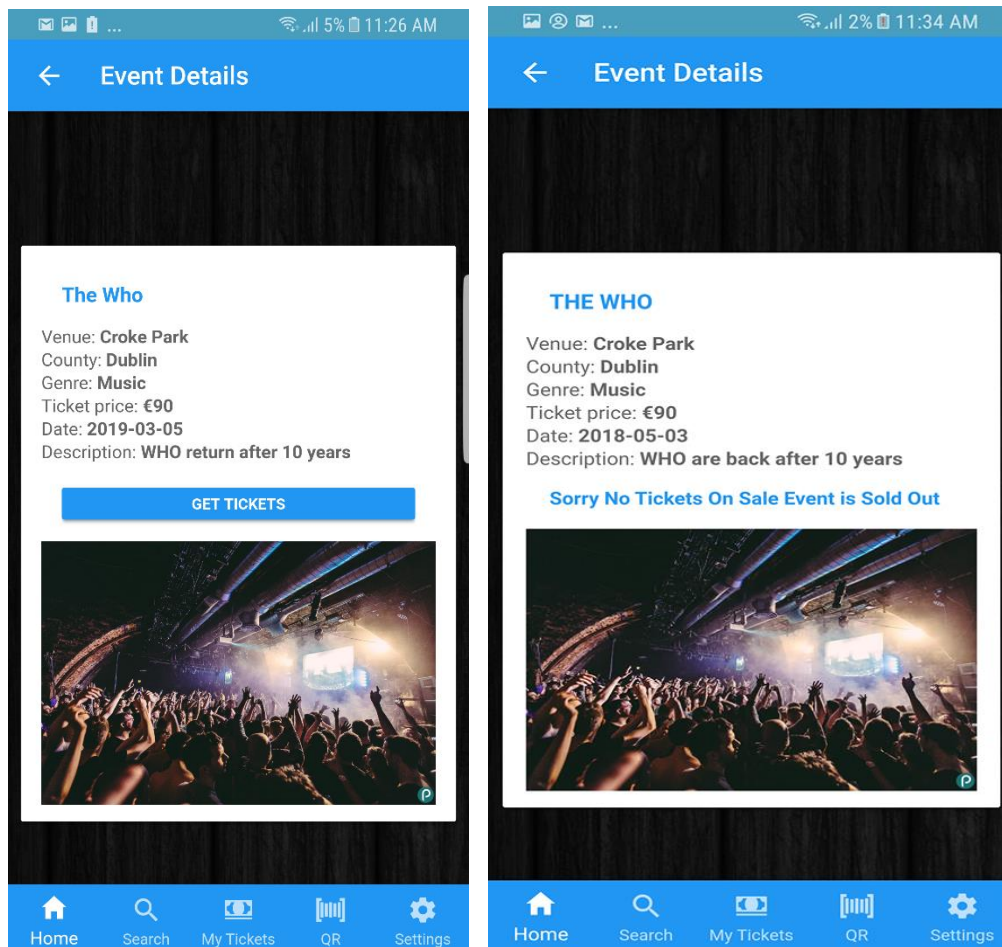 ... 5% 11:26 AM
Event Details
The Who
Venue: Croke Park
County: Dublin
Genre: Music
Ticket price: €90
Date: 2019-03-05
Description: WHO return after 10 years
GET TICKETS
Home Search My Tickets QR Settings
... 2% 11:34 AM
Event Details
THE WHO
Venue: Croke Park
County: Dublin
Genre: Music
Ticket price: €90
Date: 2018-05-03
Description: WHO are back after 10 years
Sorry No Tickets On Sale Event is Sold Out
Home Search My Tickets QR Settings